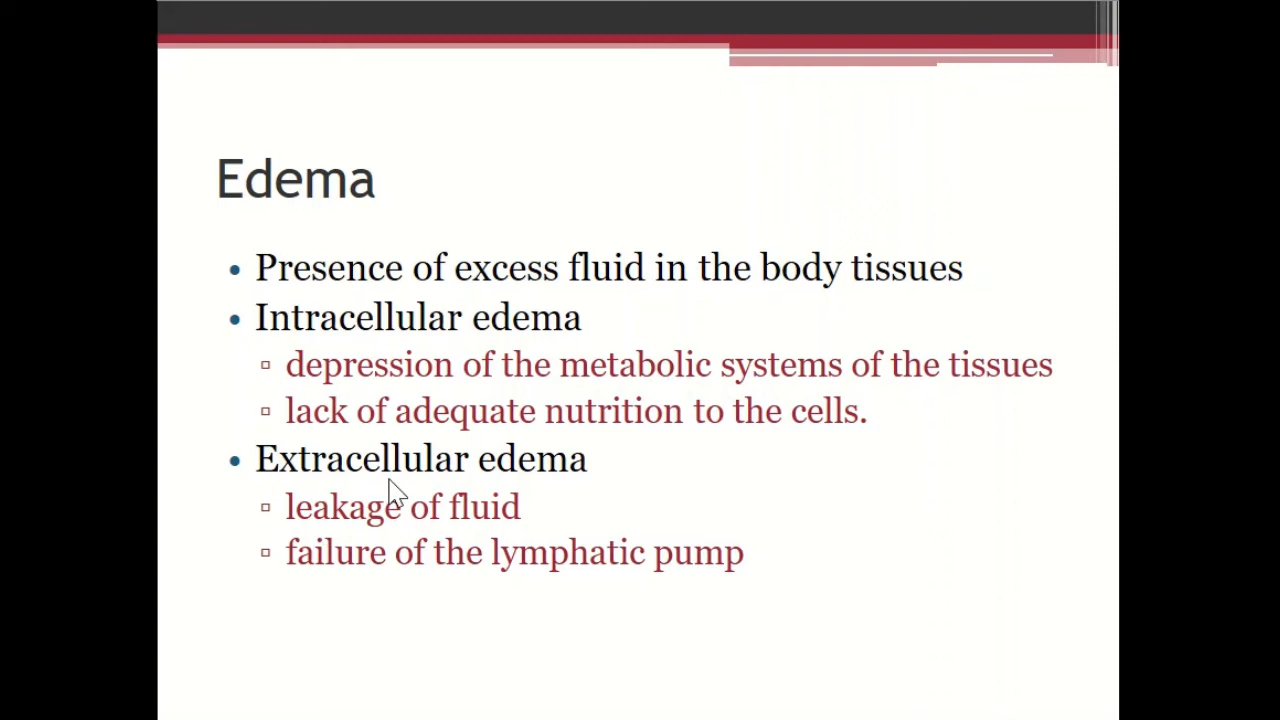 Edema
• Presence of excess fluid in the body tissues
• Intracellular edema
▫ depression of the metabolic systems of the tissues
▫ lack of adequate nutrition to the cells.
• Extracellular edema
▫ leakage of fluid
▫ failure of the lymphatic pump